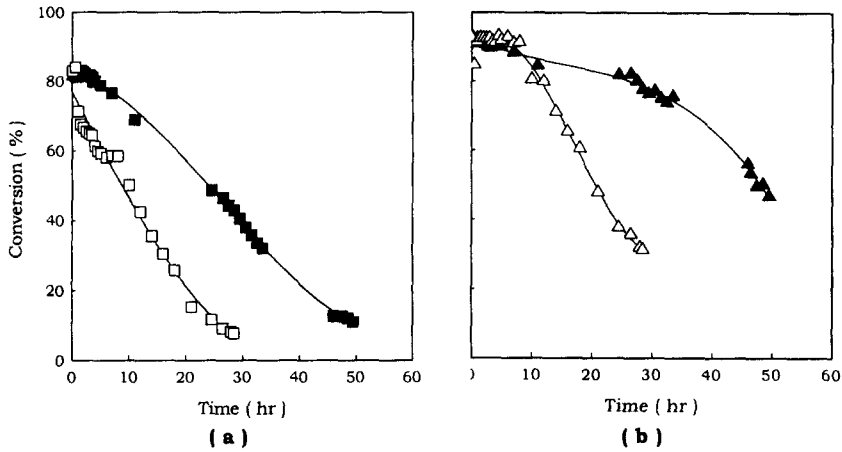 100
80
60
40
20
0
Conversion ( % )
0 10 20 30 40 50 60
Time ( hr )
( a )
) 10 20 30 40 50 60
Time ( hr )
( b )